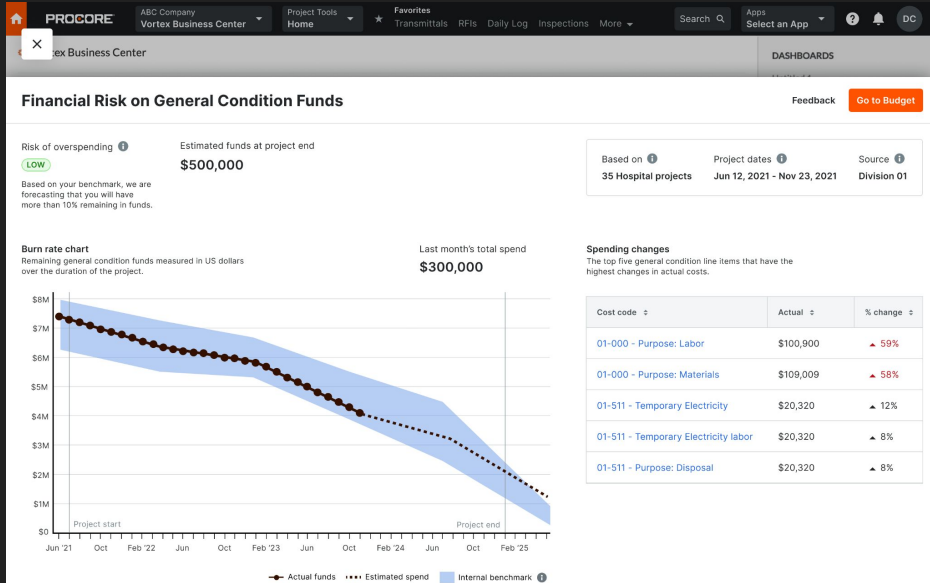 PROCORE
ABC Company
Vortex Business Center
Project Tools
Home
Favorites
Transmittals RFIs Daily Log Inspections More
Search
Apps
Select an App
?
DC
ex Business Center
DASHBOARDS
Financial Risk on General Condition Funds
Feedback
Go to Budget
Risk of overspending
LOW
Based on your benchmark, we are
forecasting that you will have
more than 10% remaining in funds.
Estimated funds at project end
$500,000
Based on
35 Hospital projects
Project dates
Jun 12, 2021 - Nov 23, 2021
Source
Division 01
Burn rate chart
Remaining general condition funds measured in US dollars
over the duration of the project.
Last month's total spend
$300,000
$8M
$7M
$6M
$5M
$4M
$3M
$2M
$1M
$0
Project start
Project end
Jun '21 Oct Feb '22 Jun Oct Feb '23 Jun Oct Feb '24 Jun Oct Feb '25
Actual funds Estimated spend Internal benchmark
Spending changes
The top five general condition line items that have the
highest changes in actual costs.
Cost code Actual % change
01-000 - Purpose: Labor $100,900 59%
01-000 - Purpose: Materials $109,009 58%
01-511 - Temporary Electricity $20,320 12%
01-511 - Temporary Electricity labor $20,320 8%
01-511 - Purpose: Disposal $20,320 8%